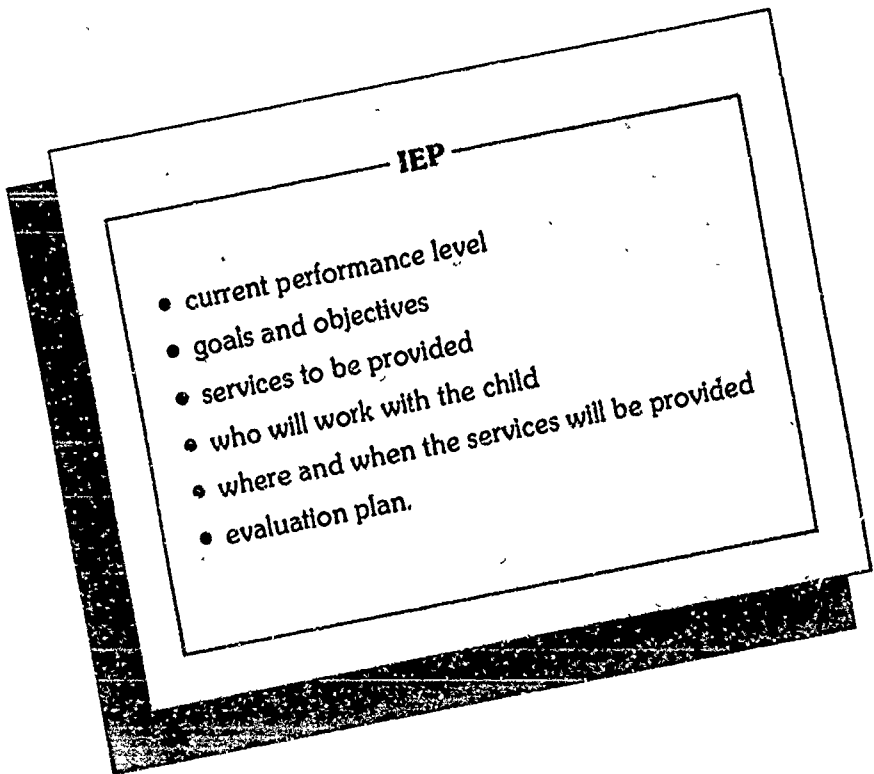 IEP
• current performance level
• goals and objectives
• services to be provided
• who will work with the child
• where and when the services will be provided
• evaluation plan.